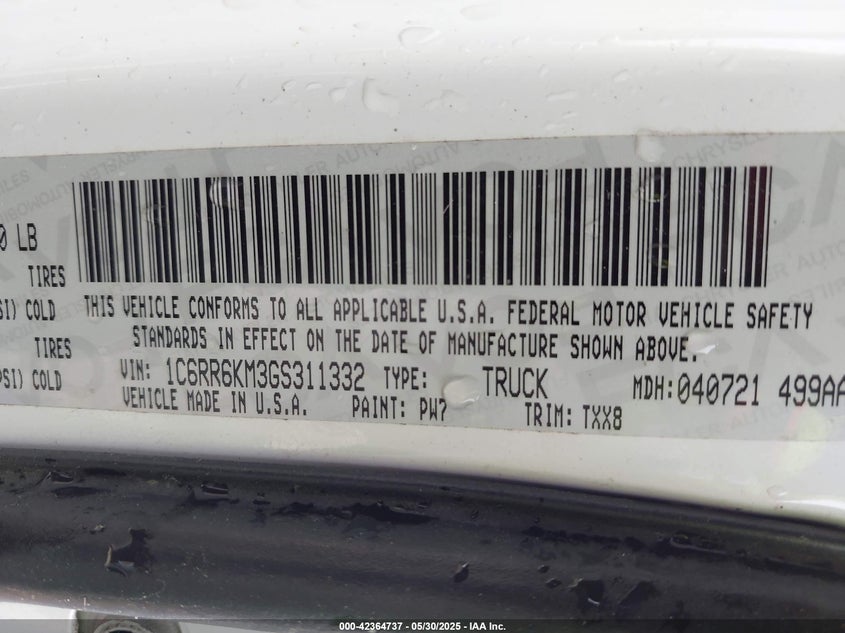 0 LB
TIRES
SI) COLD
TIRES
PSI) COLD
THIS VEHICLE CONFORMS TO ALL APPLICABLE U.S.A. FEDERAL MOTOR VEHICLE SAFETY
STANDARDS IN EFFECT ON THE DATE OF MANUFACTURE SHOWN ABOVE.
VIN: 1C6RR6KM3GS311332 TYPE: TRUCK MDH: 040721 499AA
VEHICLE MADE IN U.S.A. PAINT: PW7 TRIM: TXX8
000-42364737 - 05/30/2025 - IAA Inc.